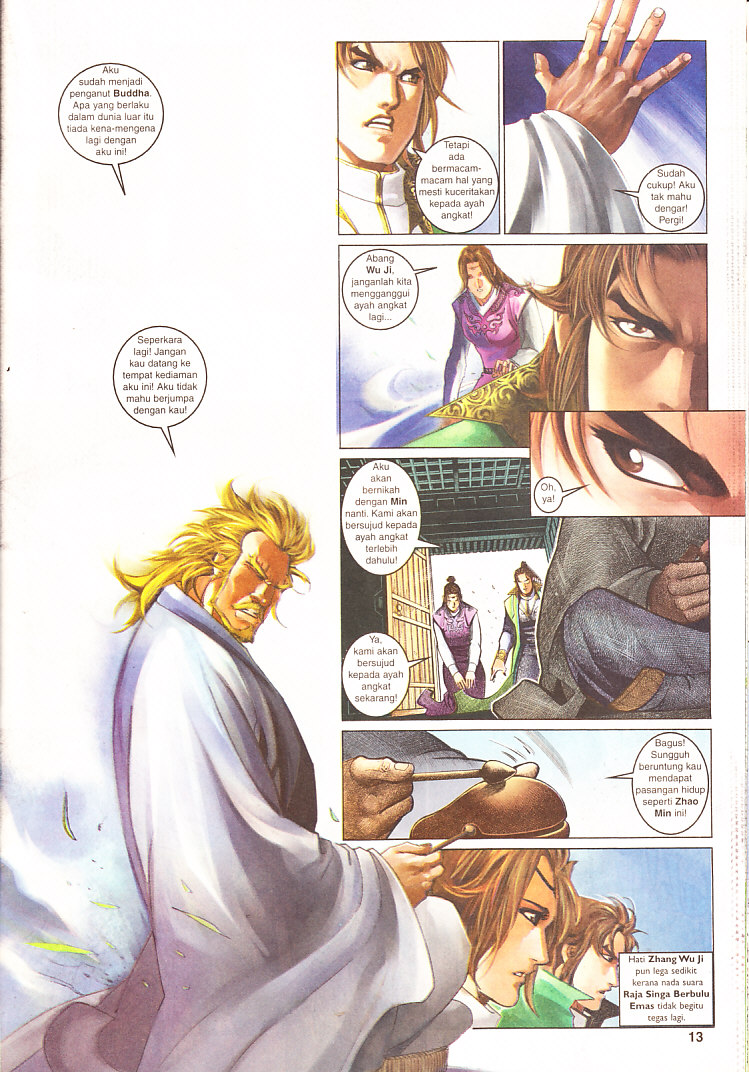 Aku
sudah menjadi
penganut Buddha.
Apa yang berlaku
dalam dunia luar itu
tiada kena-mengena
lagi dengan
aku ini!
Seperkara
lagi! Jangan
kau datang ke
tempat kediaman
aku ini! Aku tidak
mahu berjumpa
dengan kau!
Tetapi
ada
bermacam-
macam hal yang
mesti kuceritakan
kepada ayah
angkat!
Sudah
cukup! Aku
tak mahu
dengar!
Pergi!
Abang
Wu Ji,
janganlah kita
mengganggui
ayah angkat
lagi...
Oh,
ya!
Aku
akan
bernikah
dengan Min
nanti. Kami akan
bersujud kepada
ayah angkat
terlebih
dahulu!
Ya,
kami akan
bersujud
kepada ayah
angkat
sekarang!
Bagus!
Sungguh
beruntung kau
mendapat
pasangan hidup
seperti Zhao
Min ini!
Hati Zhang Wu Ji
pun lega sedikit
kerana nada suara
Raja Singa Berbulu
Emas tidak begitu
tegas lagi.
13